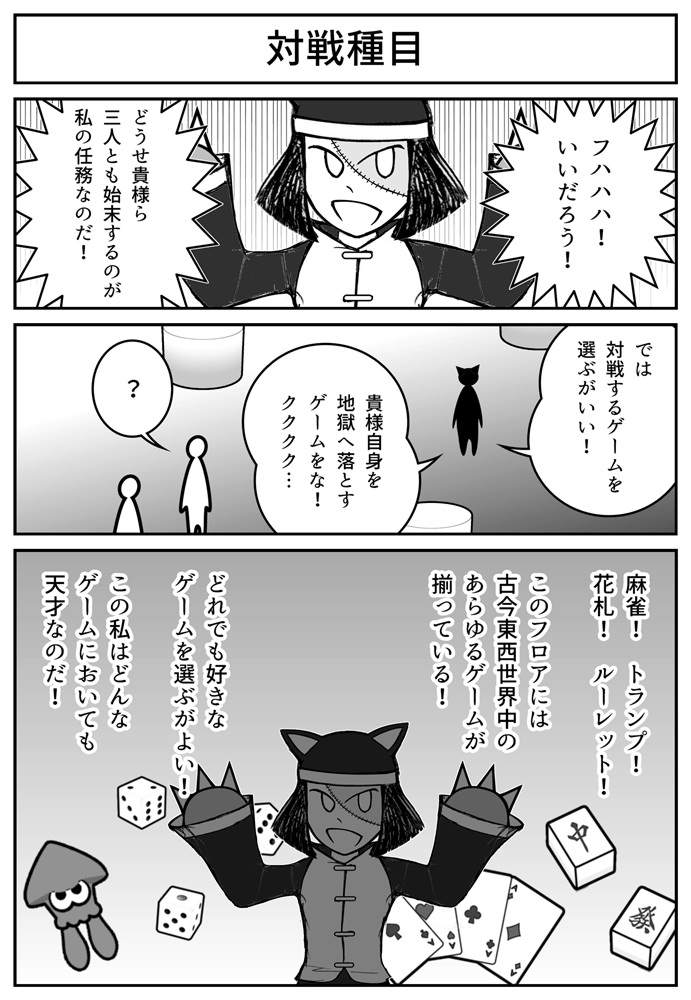 対戦種目
フハハハ！
いいだろう！
どうせ貴様ら
三人とも始末するのが
私の任務なのだ！
では
対戦するゲームを
選ぶがいい！
貴様自身を
地獄へ落とす
ゲームをな！
クククク…
？
麻雀！　トランプ！
花札！　ルーレット！
このフロアには
古今東西世界中の
あらゆるゲームが
揃っている！
どれでも好きな
ゲームを選ぶがよい！
この私はどんな
ゲームにおいても
天才なのだ！
中
發
A
A
A
A